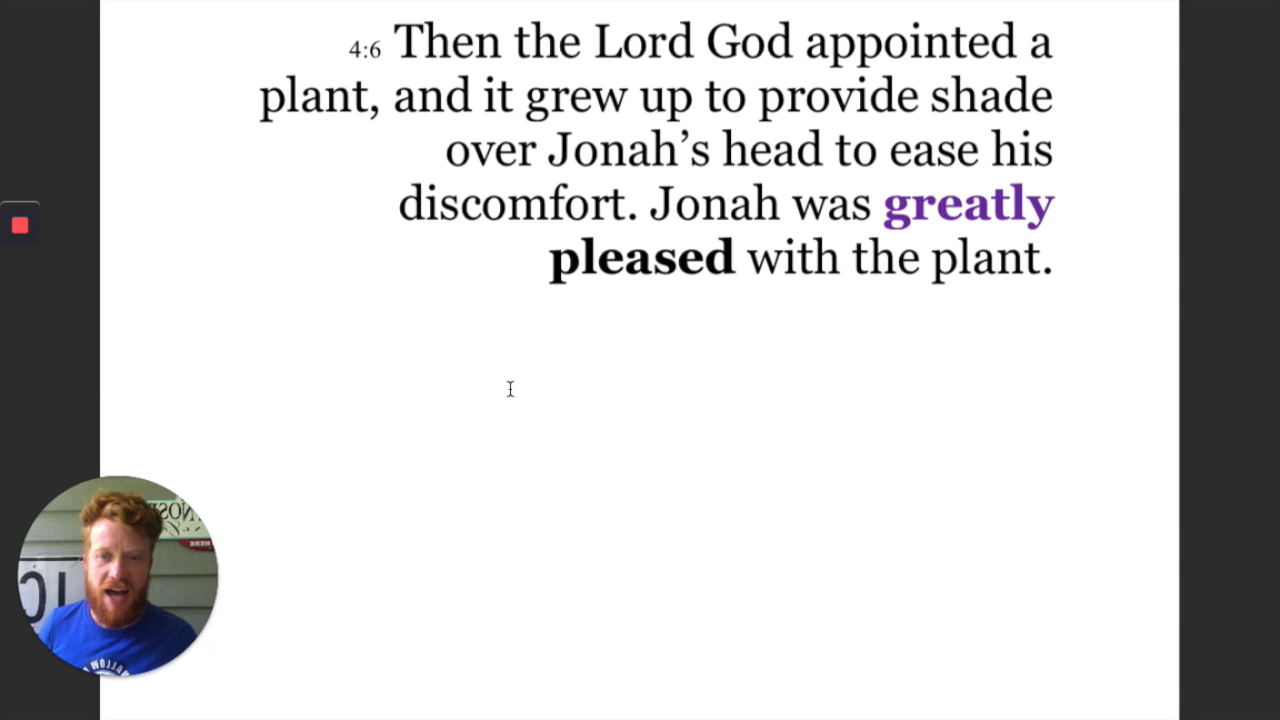 4:6 Then the Lord God appointed a
plant, and it grew up to provide shade
over Jonah’s head to ease his
discomfort. Jonah was greatly
pleased with the plant.